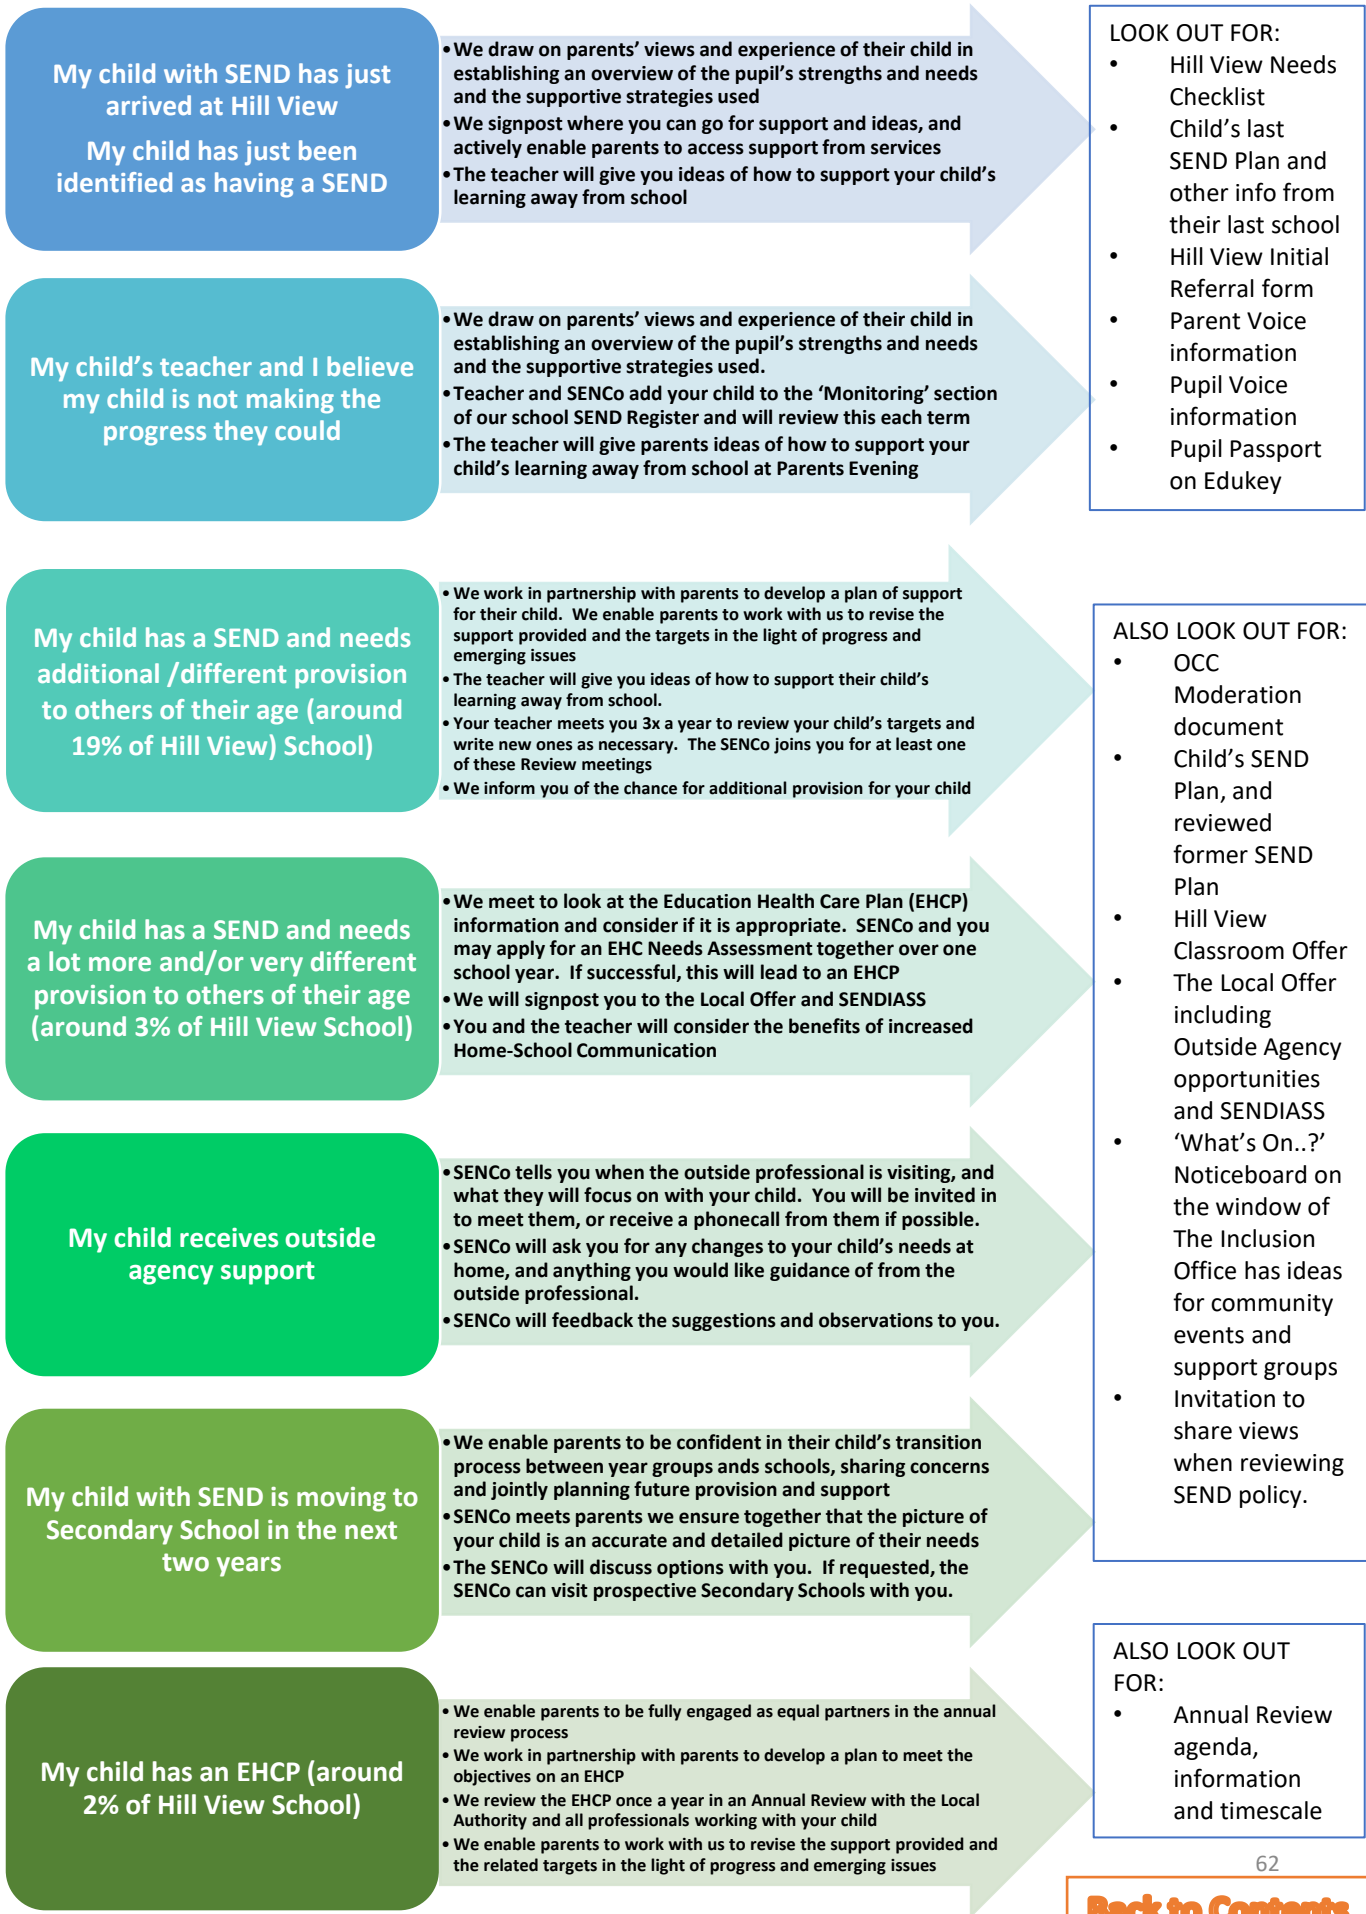 My child with SEND has just
arrived at Hill View
My child has just been
identified as having a SEND
•We draw on parents’ views and experience of their child in
establishing an overview of the pupil’s strengths and needs
and the supportive strategies used
•We signpost where you can go for support and ideas, and
actively enable parents to access support from services
•The teacher will give you ideas of how to support your child’s
learning away from school
LOOK OUT FOR:
• Hill View Needs
Checklist
• Child’s last
SEND Plan and
other info from
their last school
• Hill View Initial
Referral form
• Parent Voice
information
• Pupil Voice
information
• Pupil Passport
on Edukey
My child’s teacher and I believe
my child is not making the
progress they could
•We draw on parents’ views and experience of their child in
establishing an overview of the pupil’s strengths and needs
and the supportive strategies used.
•Teacher and SENCo add your child to the ‘Monitoring’ section
of our school SEND Register and will review this each term
•The teacher will give parents ideas of how to support your
child’s learning away from school at Parents Evening
My child has a SEND and needs
additional /different provision
to others of their age (around
19% of Hill View) School)
•We work in partnership with parents to develop a plan of support
for their child. We enable parents to work with us to revise the
support provided and the targets in the light of progress and
emerging issues
•The teacher will give you ideas of how to support their child’s
learning away from school.
•Your teacher meets you 3x a year to review your child’s targets and
write new ones as necessary. The SENCo joins you for at least one
of these Review meetings
•We inform you of the chance for additional provision for your child
ALSO LOOK OUT FOR:
• OCC
Moderation
document
• Child’s SEND
Plan, and
reviewed
former SEND
Plan
• Hill View
Classroom Offer
• The Local Offer
including
Outside Agency
opportunities
and SENDIASS
• ‘What’s On..?’
Noticeboard on
the window of
The Inclusion
Office has ideas
for community
events and
support groups
• Invitation to
share views
when reviewing
SEND policy.
My child has a SEND and needs
a lot more and/or very different
provision to others of their age
(around 3% of Hill View School)
•We meet to look at the Education Health Care Plan (EHCP)
information and consider if it is appropriate. SENCo and you
may apply for an EHC Needs Assessment together over one
school year. If successful, this will lead to an EHCP
•We will signpost you to the Local Offer and SENDIASS
•You and the teacher will consider the benefits of increased
Home-School Communication
My child receives outside
agency support
•SENCo tells you when the outside professional is visiting, and
what they will focus on with your child. You will be invited in
to meet them, or receive a phonecall from them if possible.
•SENCo will ask you for any changes to your child’s needs at
home, and anything you would like guidance of from the
outside professional.
•SENCo will feedback the suggestions and observations to you.
My child with SEND is moving to
Secondary School in the next
two years
•We enable parents to be confident in their child’s transition
process between year groups ands schools, sharing concerns
and jointly planning future provision and support
•SENCo meets parents we ensure together that the picture of
your child is an accurate and detailed picture of their needs
•The SENCo will discuss options with you. If requested, the
SENCo can visit prospective Secondary Schools with you.
My child has an EHCP (around
2% of Hill View School)
•We enable parents to be fully engaged as equal partners in the annual
review process
•We work in partnership with parents to develop a plan to meet the
objectives on an EHCP
•We review the EHCP once a year in an Annual Review with the Local
Authority and all professionals working with your child
•We enable parents to work with us to revise the support provided and
the related targets in the light of progress and emerging issues
ALSO LOOK OUT
FOR:
• Annual Review
agenda,
information
and timescale
62
Back to Contents